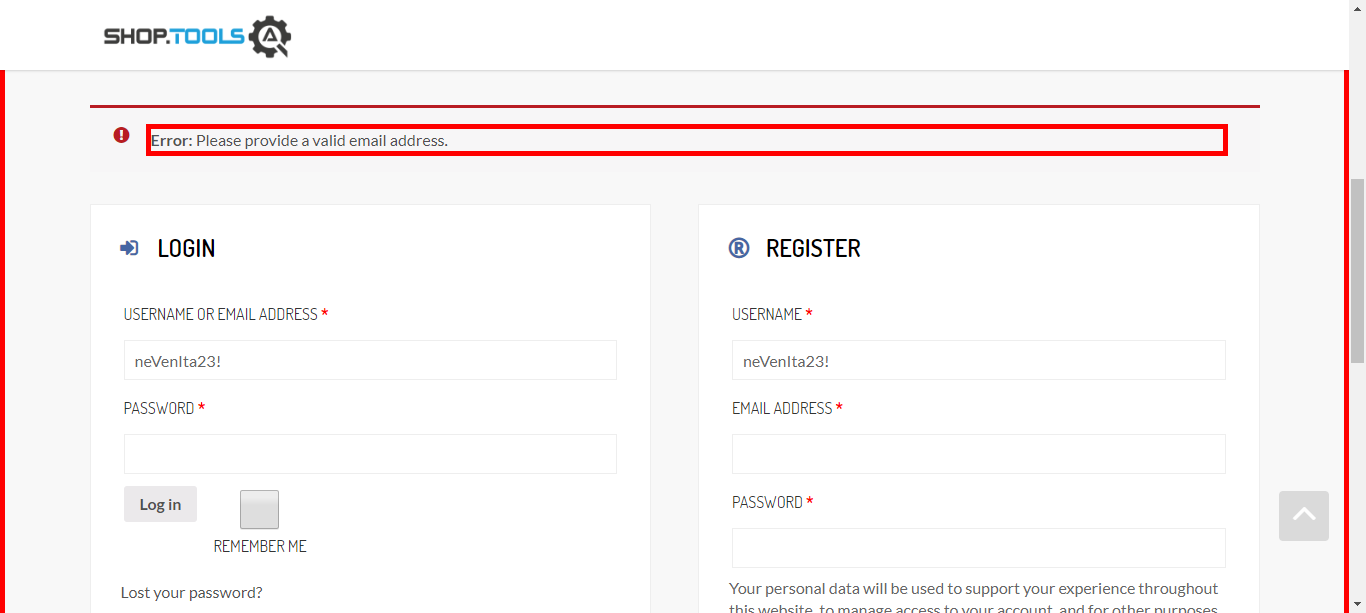 SHOP.TOOLS
Error: Please provide a valid email address.
LOGIN
USERNAME OR EMAIL ADDRESS *
neVenIta23!
PASSWORD *
Log in
REMEMBER ME
Lost your password?
® REGISTER
USERNAME *
neVenIta23!
EMAIL ADDRESS *
PASSWORD *
Your personal data will be used to support your experience throughout
this website, to manage access to your account, and for other purposes